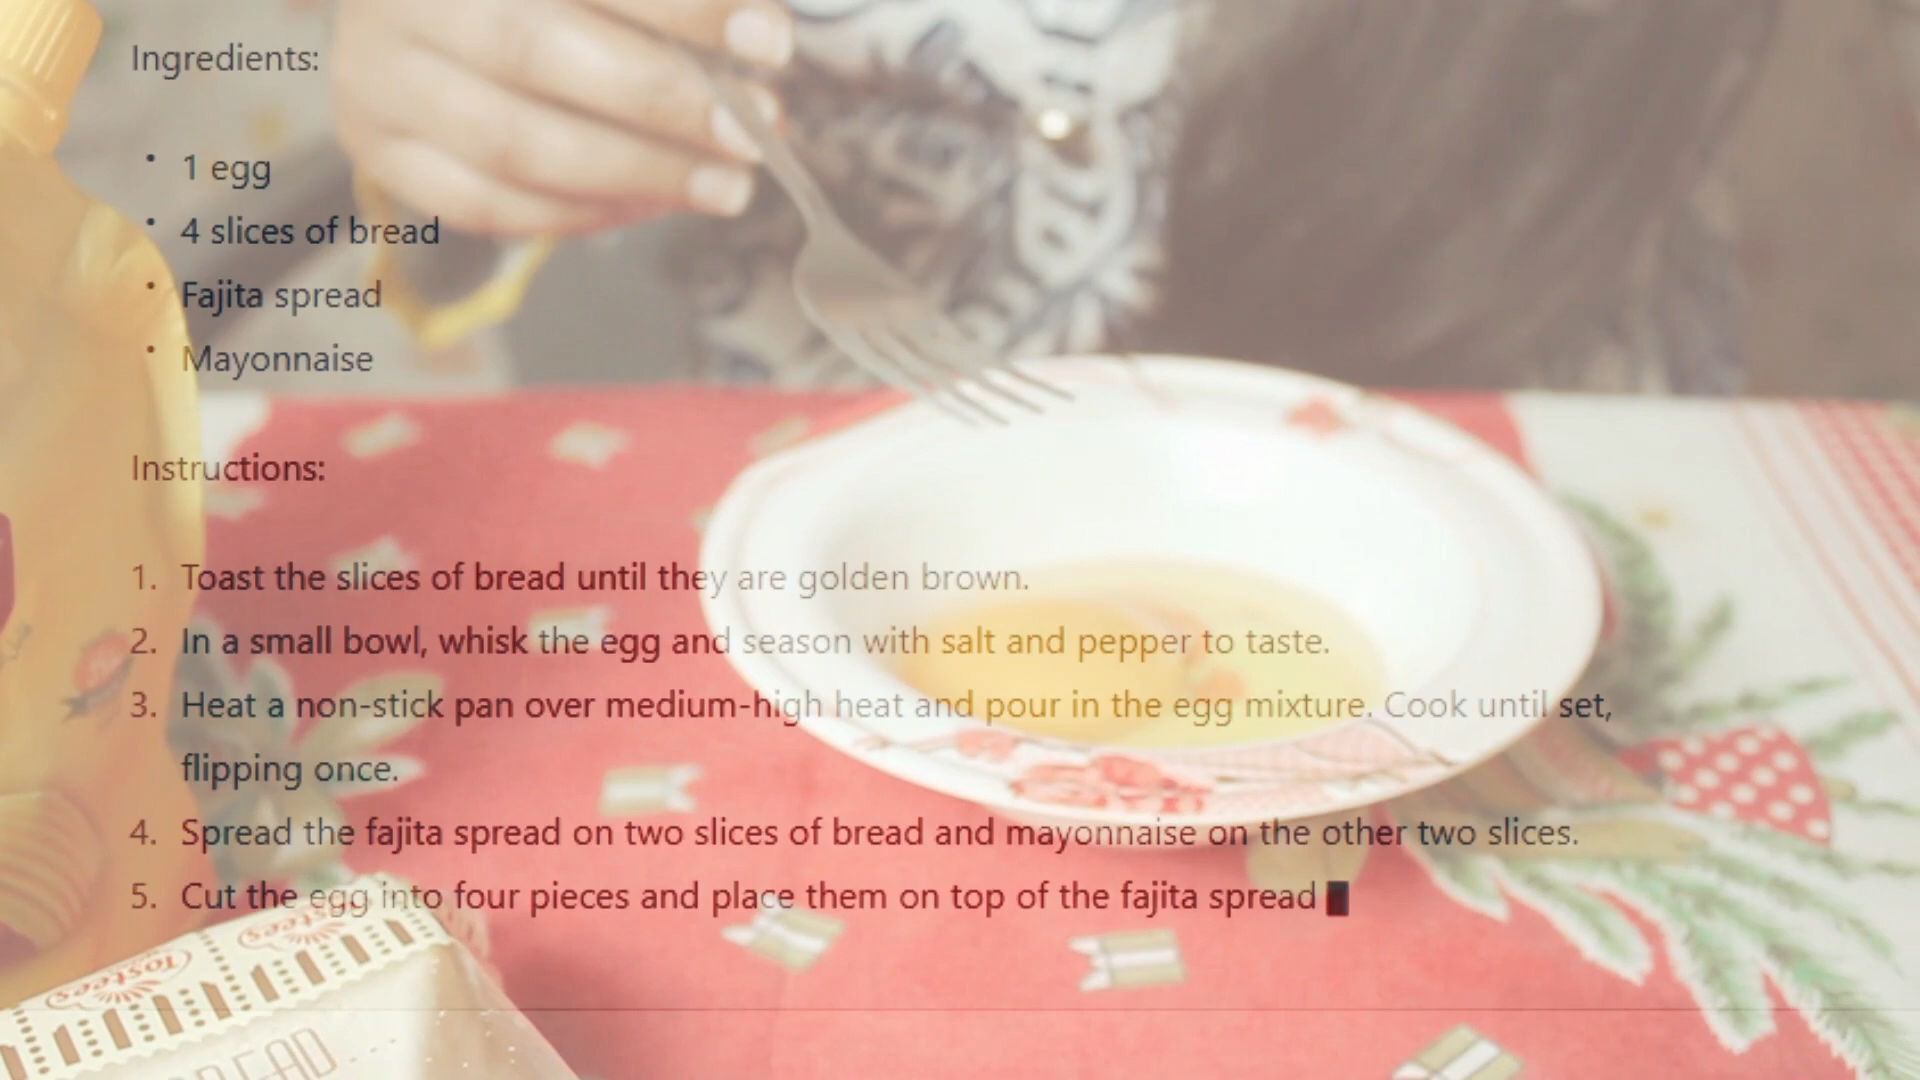 Ingredients:
• 1 egg
• 4 slices of bread
• Fajita spread
• Mayonnaise
Instructions:
1. Toast the slices of bread until they are golden brown.
2. In a small bowl, whisk the egg and season with salt and pepper to taste.
3. Heat a non-stick pan over medium-high heat and pour in the egg mixture. Cook until set,
flipping once.
4. Spread the fajita spread on two slices of bread and mayonnaise on the other two slices.
5. Cut the egg into four pieces and place them on top of the fajita spread
Tostees
Tostees